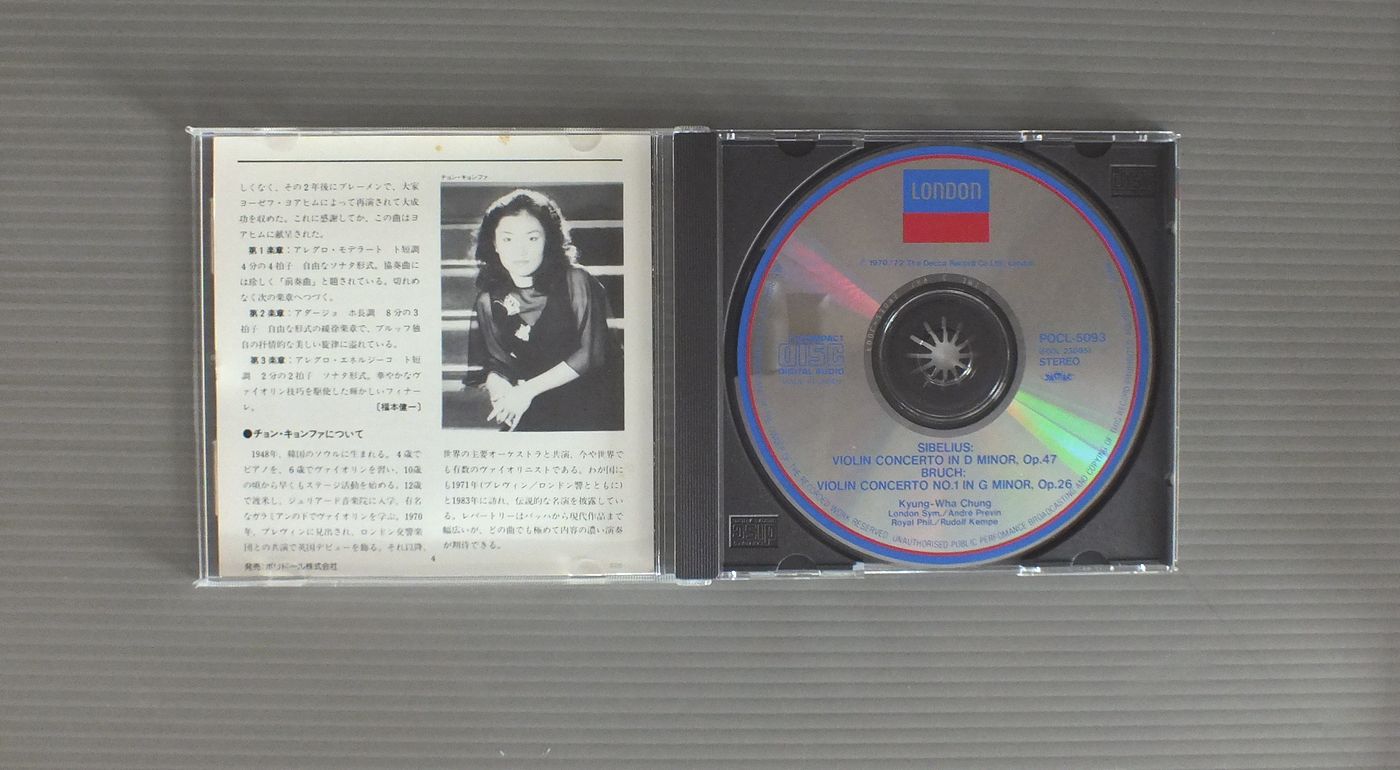 しくなく、その2年後にブレーメンで、大家
ヨーゼフ・ヨアヒムによって再演されて大成
功を収めた。これに感謝してか、この曲はヨ
アヒムに献呈された。
第1楽章：アレグロ・モデラート　ト短調
4分の4拍子　自由なソナタ形式。協奏曲に
は珍しく「前奏曲」と題されている。切れめ
なく次の楽章へつづく。
第2楽章：アダージョ　ホ長調　8分の3
拍子　自由な形式の緩徐楽章で、ブルッフ独
自の抒情的な美しい旋律に溢れている。
第3楽章：アレグロ・エネルジーコ　ト短
調　2分の2拍子　ソナタ形式。華やかなヴ
ァイオリン技巧を駆使した輝かしいフィナー
レ。　〔福本健一〕
●チョン・キョンファについて
1948年、韓国のソウルに生まれる。4歳で
ピアノを、6歳でヴァイオリンを習い、10歳
の頃から早くもステージ活動を始める。12歳
で渡米し、ジュリアード音楽院に入学、有名
なガラミアンの下でヴァイオリンを学ぶ。1970
年、プレヴィンに見出され、ロンドン交響楽
団との共演で英国デビューを飾る。それ以降、
発売：ポリドール株式会社
チョン・キョンファ
世界の主要オーケストラと共演、今や世界で
も有数のヴァイオリニストである。わが国に
も1971年(プレヴィン/ロンドン響とともに)
と1983年に訪れ、伝説的な名演を披露してい
る。レパートリーはバッハから現代作品まで
幅広いが、どの曲でも極めて内容の濃い演奏
が期待できる。
4
LONDON
℗ 1970/'72 The Decca Record Co Ltd., London
COMPACT
disc
DIGITAL AUDIO
MADE IN JAPAN
POCL-5093
STEREO
SIBELIUS:
VIOLIN CONCERTO IN D MINOR, Op.47
BRUCH:
VIOLIN CONCERTO NO.1 IN G MINOR, Op.26
Kyung-Wha Chung
London Sym./Andre Previn
Royal Phil./Rudolf Kempe
OF THE RECORDED WORK RESERVED. UNAUTHORISED PUBLIC PERFOMANCE BROADCASTING AND COPYING OF THIS RECORD